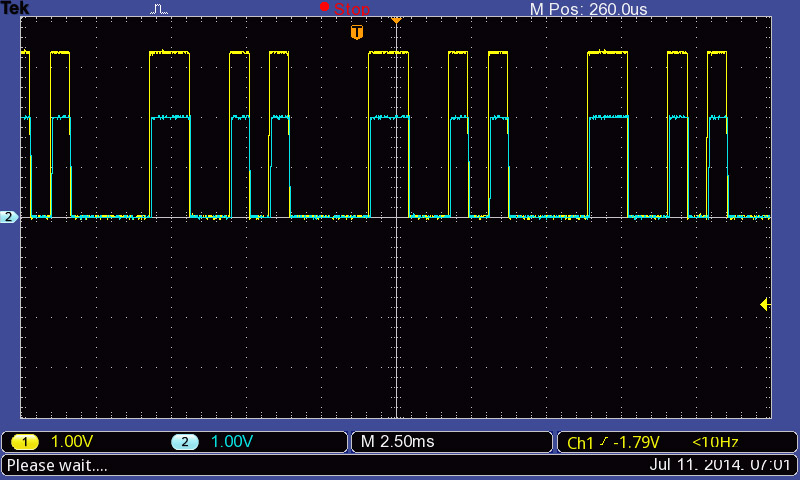 Tek Stop M Pos: 260.0us
T
2
1 1.00V 2 1.00V M 2.50ms Ch1 -1.79V <10Hz
Please wait.... Jul 11. 2014. 07:01